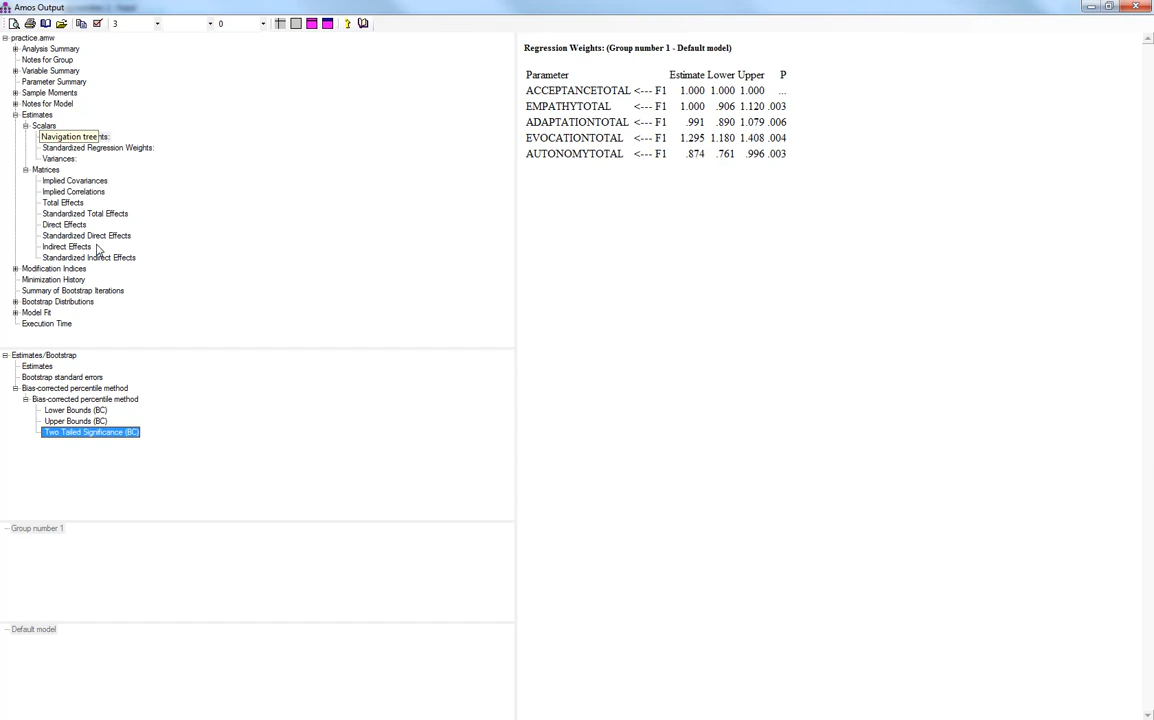 Amos Output
3
0
practice.amw
Analysis Summary
Notes for Group
Variable Summary
Parameter Summary
Sample Moments
Notes for Model
Estimates
Scalars
Navigation tree
Standardized Regression Weights:
Variances:
Matrices
Implied Covariances
Implied Correlations
Total Effects
Standardized Total Effects
Direct Effects
Standardized Direct Effects
Indirect Effects
Standardized Indirect Effects
Modification Indices
Minimization History
Summary of Bootstrap Iterations
Bootstrap Distributions
Model Fit
Execution Time
Estimates/Bootstrap
Estimates
Bootstrap standard errors
Bias-corrected percentile method
Bias-corrected percentile method
Lower Bounds (BC)
Upper Bounds (BC)
Two Tailed Significance (BC)
Group number 1
Default model
Regression Weights: (Group number 1 - Default model)
Parameter Estimate Lower Upper P
ACCEPTANCETOTAL <--- F1 1.000 1.000 1.000 ...
EMPATHYTOTAL <--- F1 1.000 .906 1.120 .003
ADAPTATIONTOTAL <--- F1 .991 .890 1.079 .006
EVOCATIONTOTAL <--- F1 1.295 1.180 1.408 .004
AUTONOMYTOTAL <--- F1 .874 .761 .996 .003